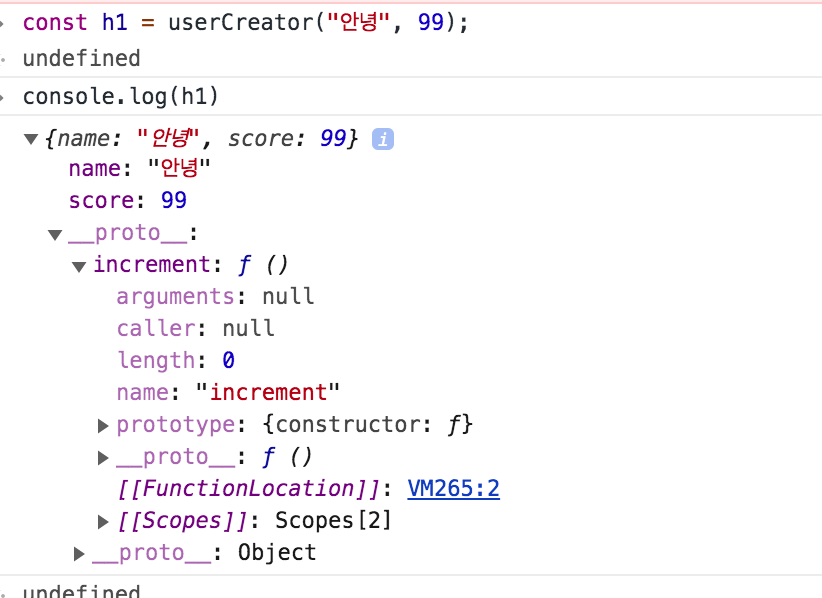 const h1 = userCreator("안녕", 99);
undefined
console.log(h1)
{name: "안녕", score: 99} i
name: "안녕"
score: 99
__proto__:
increment: ƒ ()
arguments: null
caller: null
length: 0
name: "increment"
prototype: {constructor: ƒ}
__proto__: ƒ ()
[[FunctionLocation]]: VM265:2
[[Scopes]]: Scopes[2]
__proto__: Object
undefined